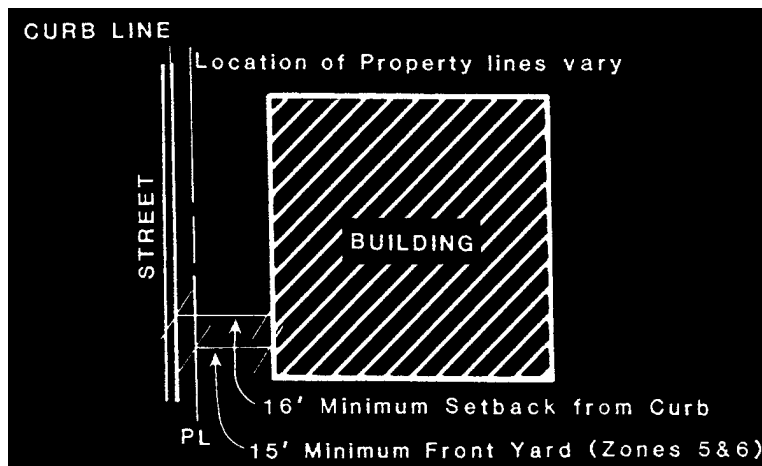 CURB LINE
Location of Property lines vary
STREET
BUILDING
16' Minimum Setback from Curb
PL
15' Minimum Front Yard (Zones 5&6)